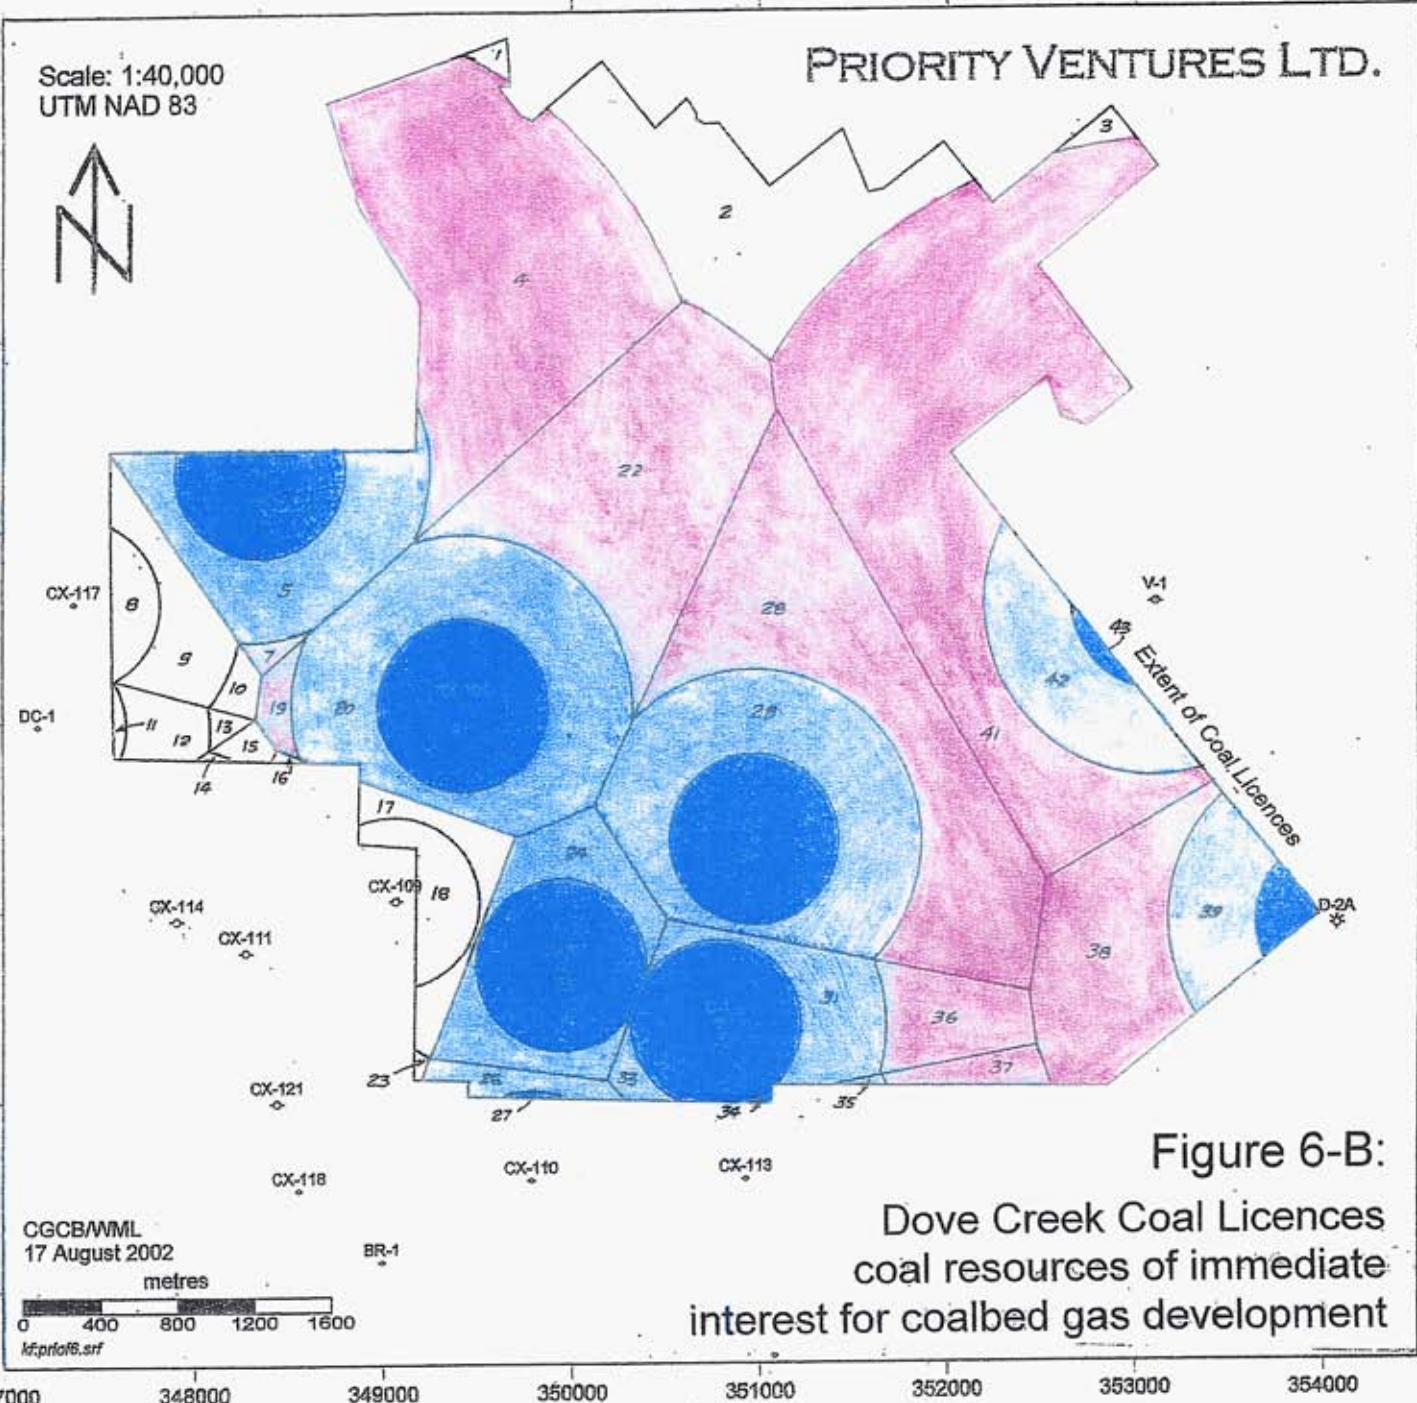 PRIORITY VENTURES LTD.
Scale: 1:40,000
UTM NAD 83
N
1
2
3
4
22
5
28
CX-117
8
V-1
43
Extent of Coal Licences
9
7
10
19
20
42
DC-1
11
12
13
15
14
16
29
41
17
CX-109
18
CX-114
CX-111
39
D-2A
38
31
36
37
23
26
33
27
34
35
CX-121
CX-110
CX-113
CX-118
BR-1
Figure 6-B:
Dove Creek Coal Licences
coal resources of immediate
interest for coalbed gas development
CGCB/WML
17 August 2002
metres
0 400 800 1200 1600
kf:priof6.srf
348000 349000 350000 351000 352000 353000 354000